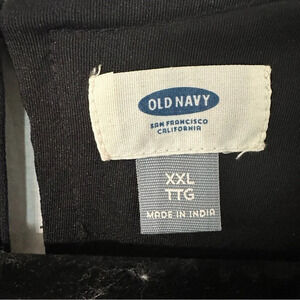 OLD NAVY
SAN FRANCISCO
CALIFORNIA
XXL
TTG
MADE IN INDIA